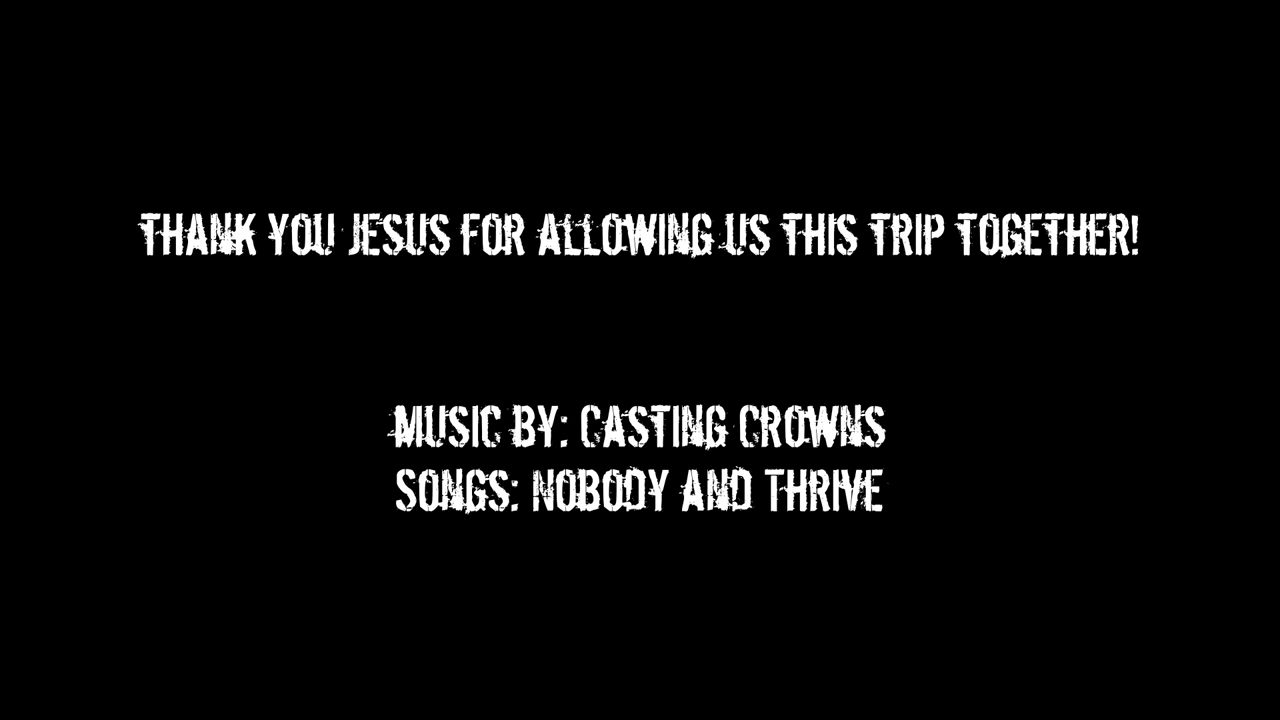 THANK YOU JESUS FOR ALLOWING US THIS TRIP TOGETHER!
MUSIC BY: CASTING CROWNS
SONGS: NOBODY AND THRIVE